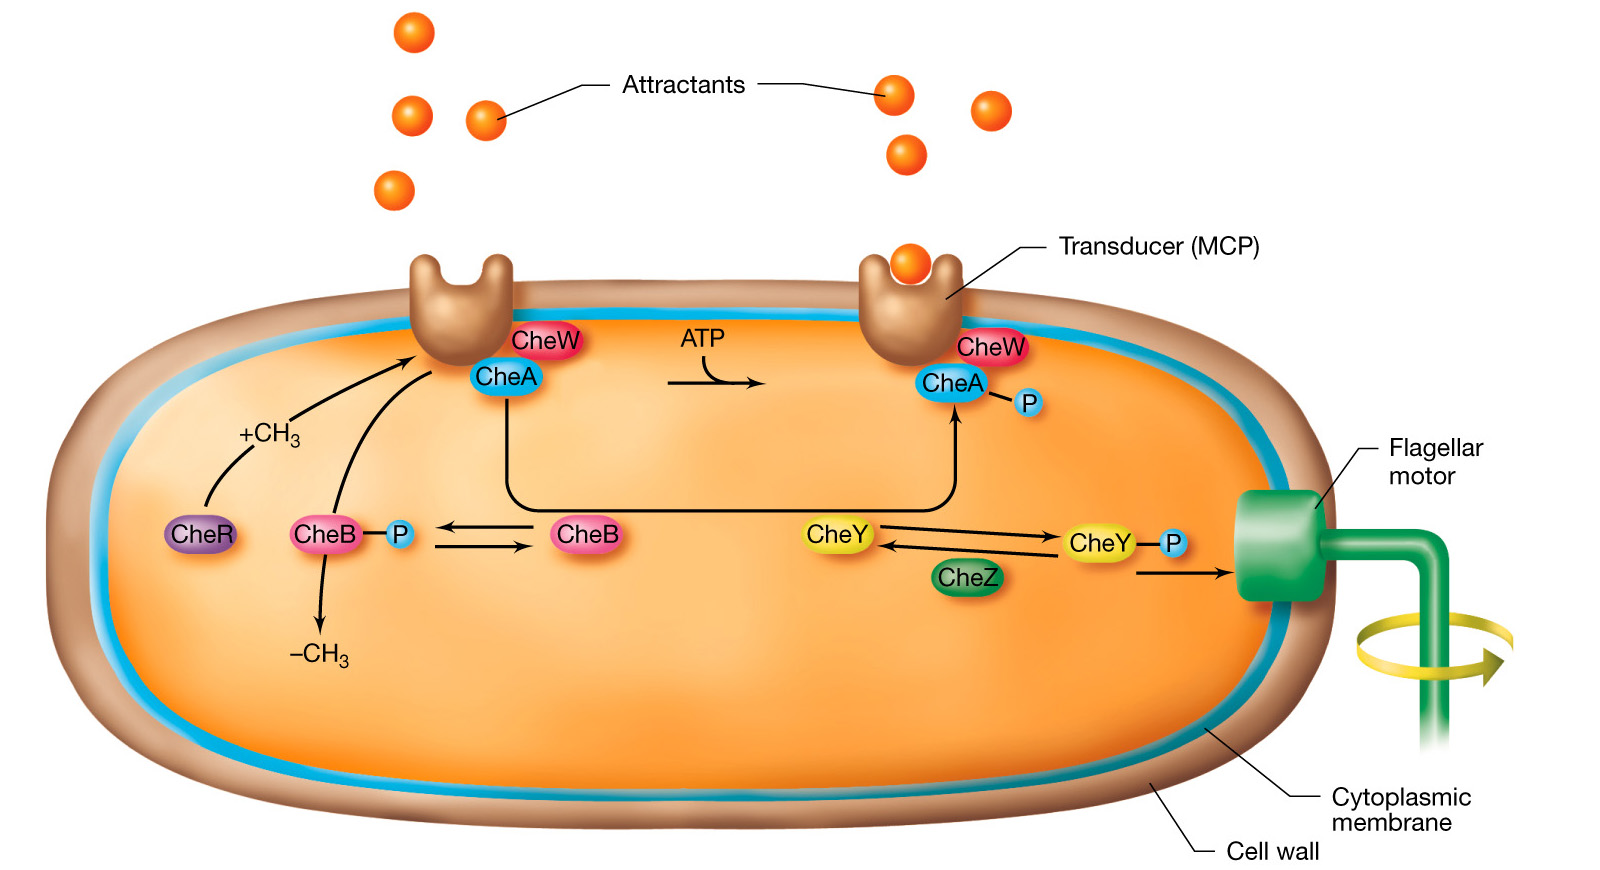 Attractants
Transducer (MCP)
CheW
ATP
CheW
CheA
CheA
P
+CH₃
Flagellar
motor
CheR
CheB
P
CheB
CheY
CheY
P
CheZ
–CH₃
Cytoplasmic
membrane
Cell wall